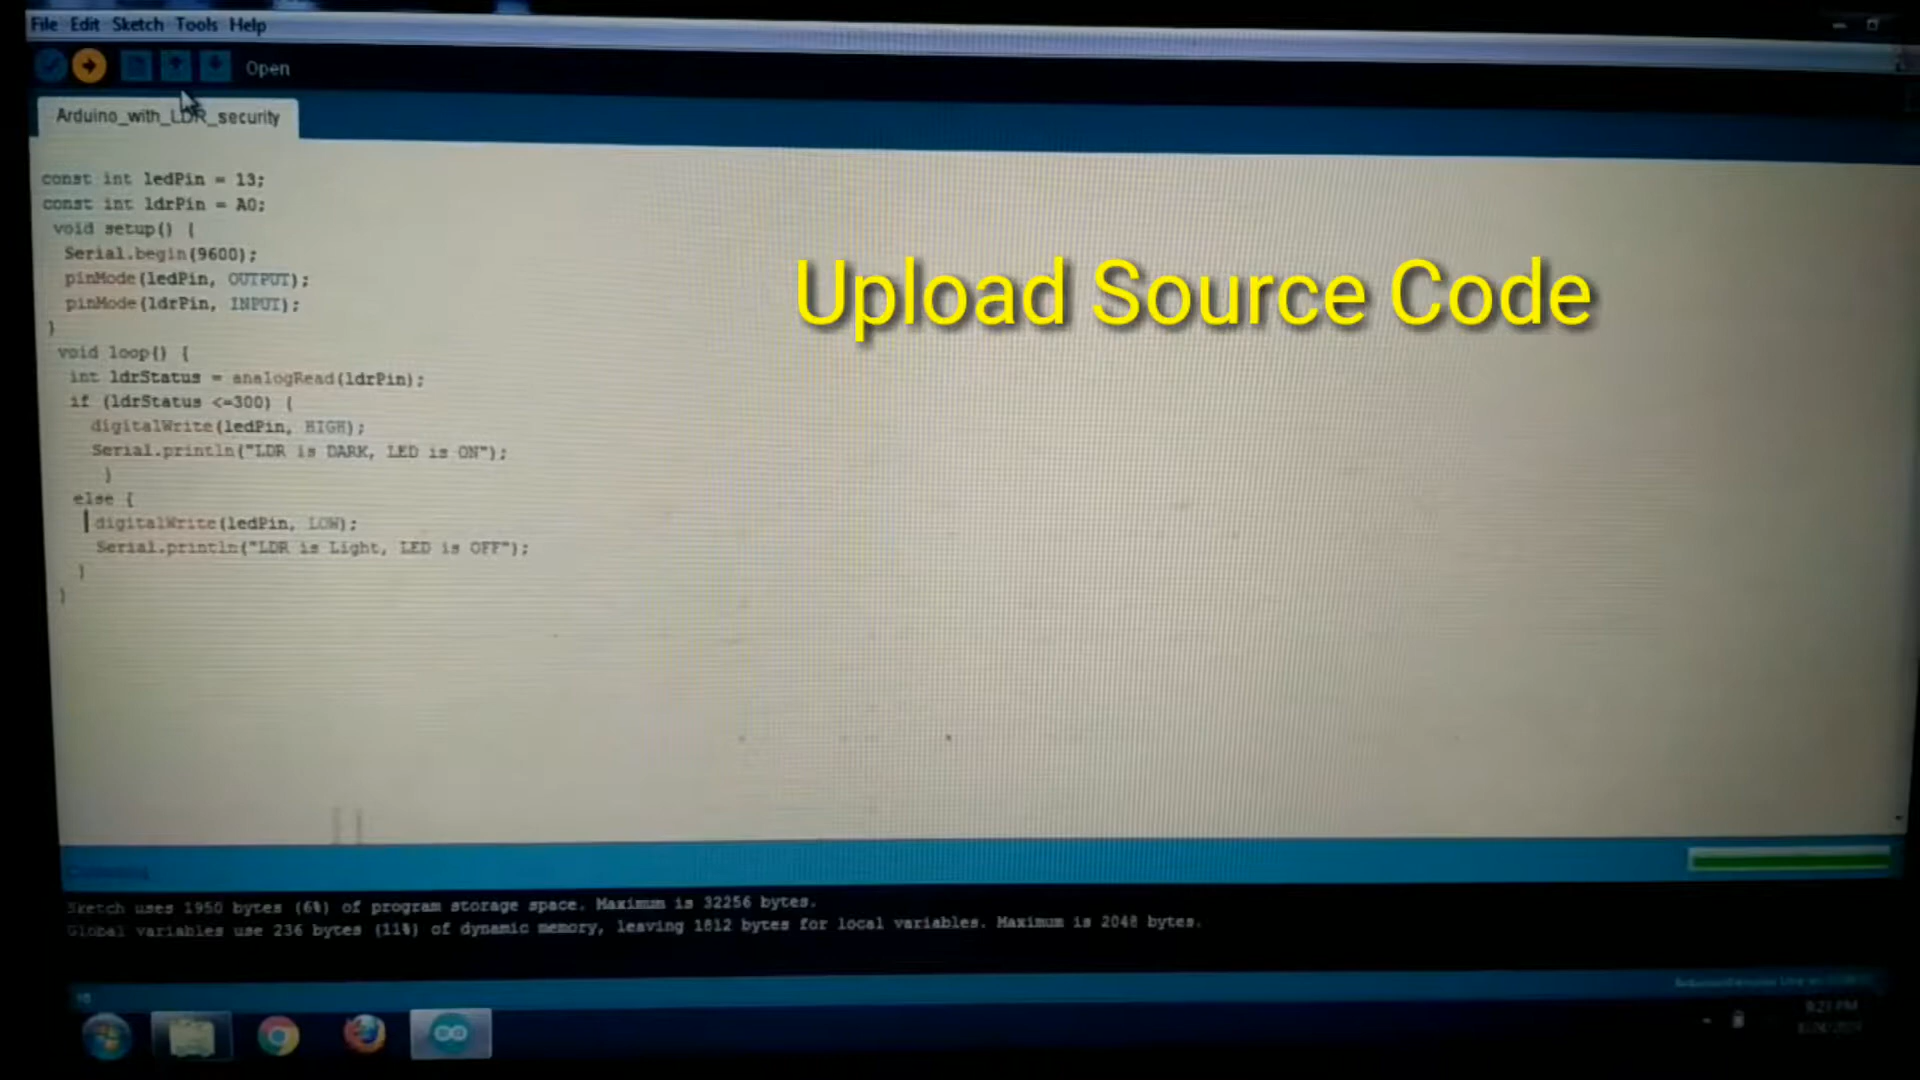 File Edit Sketch Tools Help
Open
Arduino_with_LDR_security
const int ledPin = 13;
const int ldrPin = A0;
void setup() {
Serial.begin(9600);
pinMode(ledPin, OUTPUT);
pinMode(ldrPin, INPUT);
}
void loop() {
int ldrStatus = analogRead(ldrPin);
if (ldrStatus <=300) {
digitalWrite(ledPin, HIGH);
Serial.println("LDR is DARK, LED is ON");
}
else {
digitalWrite(ledPin, LOW);
Serial.println("LDR is Light, LED is OFF");
}
}
Upload Source Code
Sketch uses 1950 bytes (6%) of program storage space. Maximum is 32256 bytes.
Global variables use 236 bytes (11%) of dynamic memory, leaving 1812 bytes for local variables. Maximum is 2048 bytes.
9:21 PM